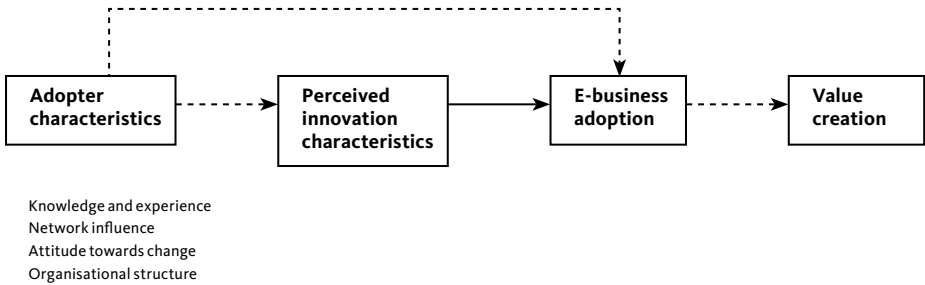 Adopter
characteristics
Perceived
innovation
characteristics
E-business
adoption
Value
creation
Knowledge and experience
Network influence
Attitude towards change
Organisational structure